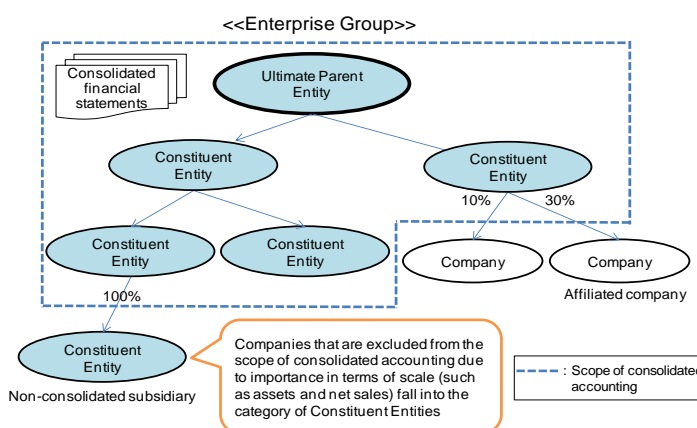 <<Enterprise Group>>
Consolidated
financial
statements
Ultimate Parent
Entity
Constituent
Entity
Constituent
Entity
10%
30%
Constituent
Entity
Constituent
Entity
Company
Company
Affiliated company
100%
Constituent
Entity
Non-consolidated subsidiary
Companies that are excluded from the
scope of consolidated accounting due
to importance in terms of scale (such
as assets and net sales) fall into the
category of Constituent Entities
: Scope of consolidated
accounting